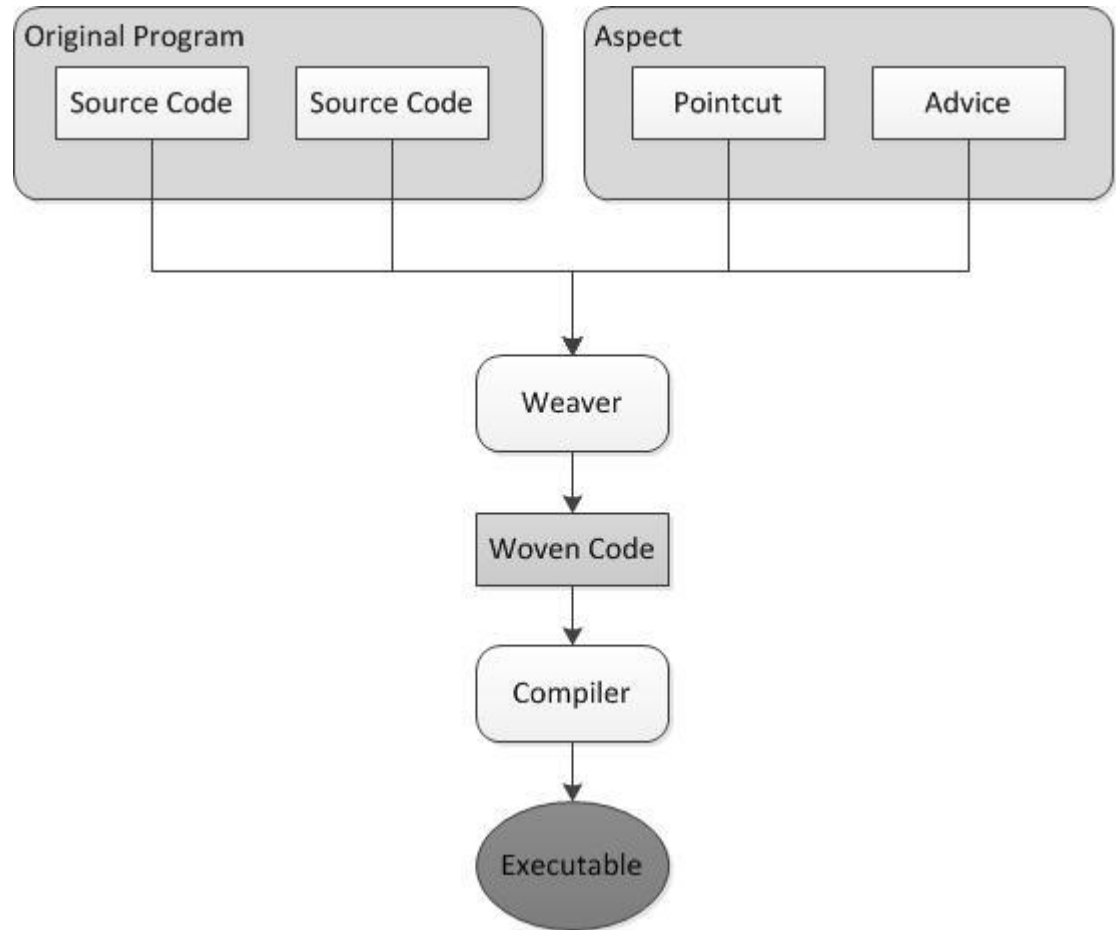 Original Program
Source Code
Source Code
Aspect
Pointcut
Advice
Weaver
Woven Code
Compiler
Executable